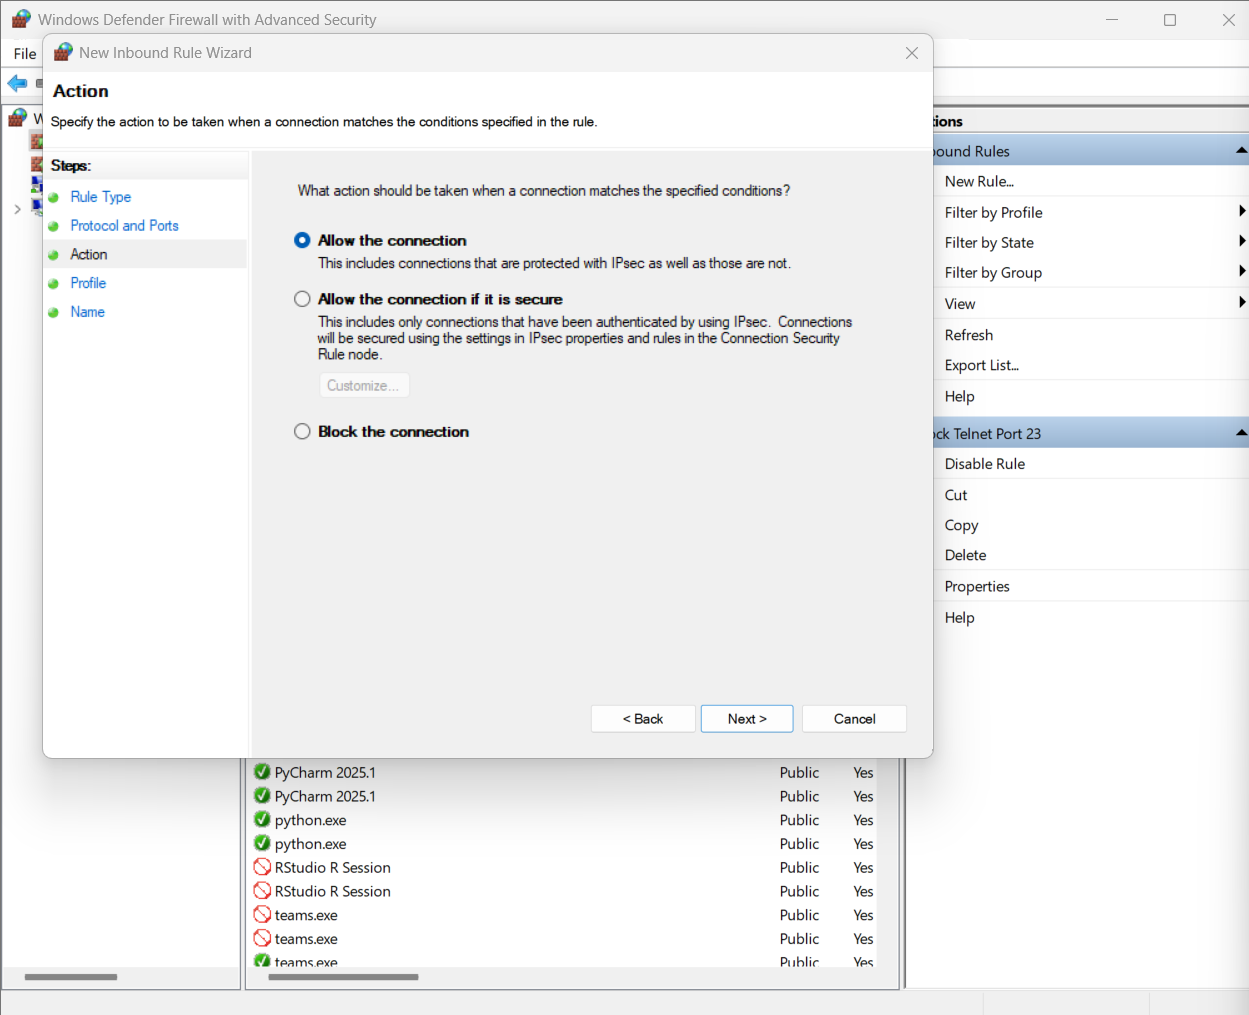 Windows Defender Firewall with Advanced Security
File
New Inbound Rule Wizard
Action
Specify the action to be taken when a connection matches the conditions specified in the rule.
Steps:
Rule Type
Protocol and Ports
Action
Profile
Name
What action should be taken when a connection matches the specified conditions?
Allow the connection
This includes connections that are protected with IPsec as well as those are not.
Allow the connection if it is secure
This includes only connections that have been authenticated by using IPsec. Connections
will be secured using the settings in IPsec properties and rules in the Connection Security
Rule node.
Customize...
Block the connection
< Back
Next >
Cancel
W
PyCharm 2025.1 Public Yes
PyCharm 2025.1 Public Yes
python.exe Public Yes
python.exe Public Yes
RStudio R Session Public Yes
RStudio R Session Public Yes
teams.exe Public Yes
teams.exe Public Yes
teams.exe Public Yes
ions
bound Rules
New Rule...
Filter by Profile
Filter by State
Filter by Group
View
Refresh
Export List...
Help
ock Telnet Port 23
Disable Rule
Cut
Copy
Delete
Properties
Help